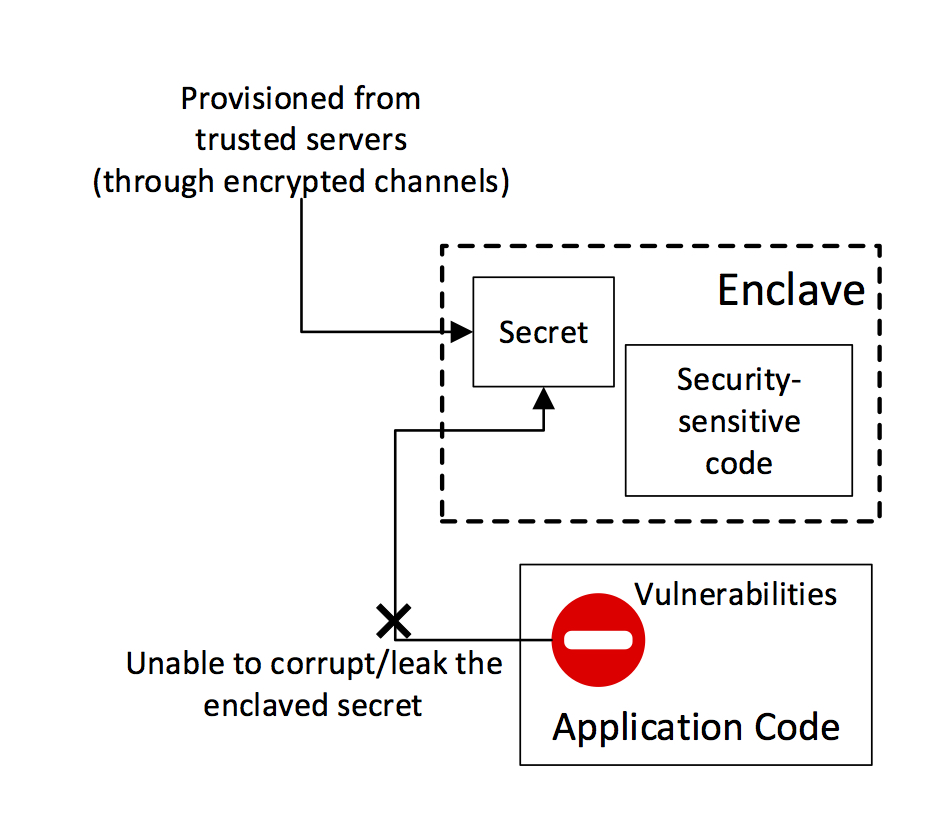 Provisioned from
trusted servers
(through encrypted channels)
Enclave
Secret
Security-
sensitive
code
Vulnerabilities
Unable to corrupt/leak the
enclaved secret
Application Code